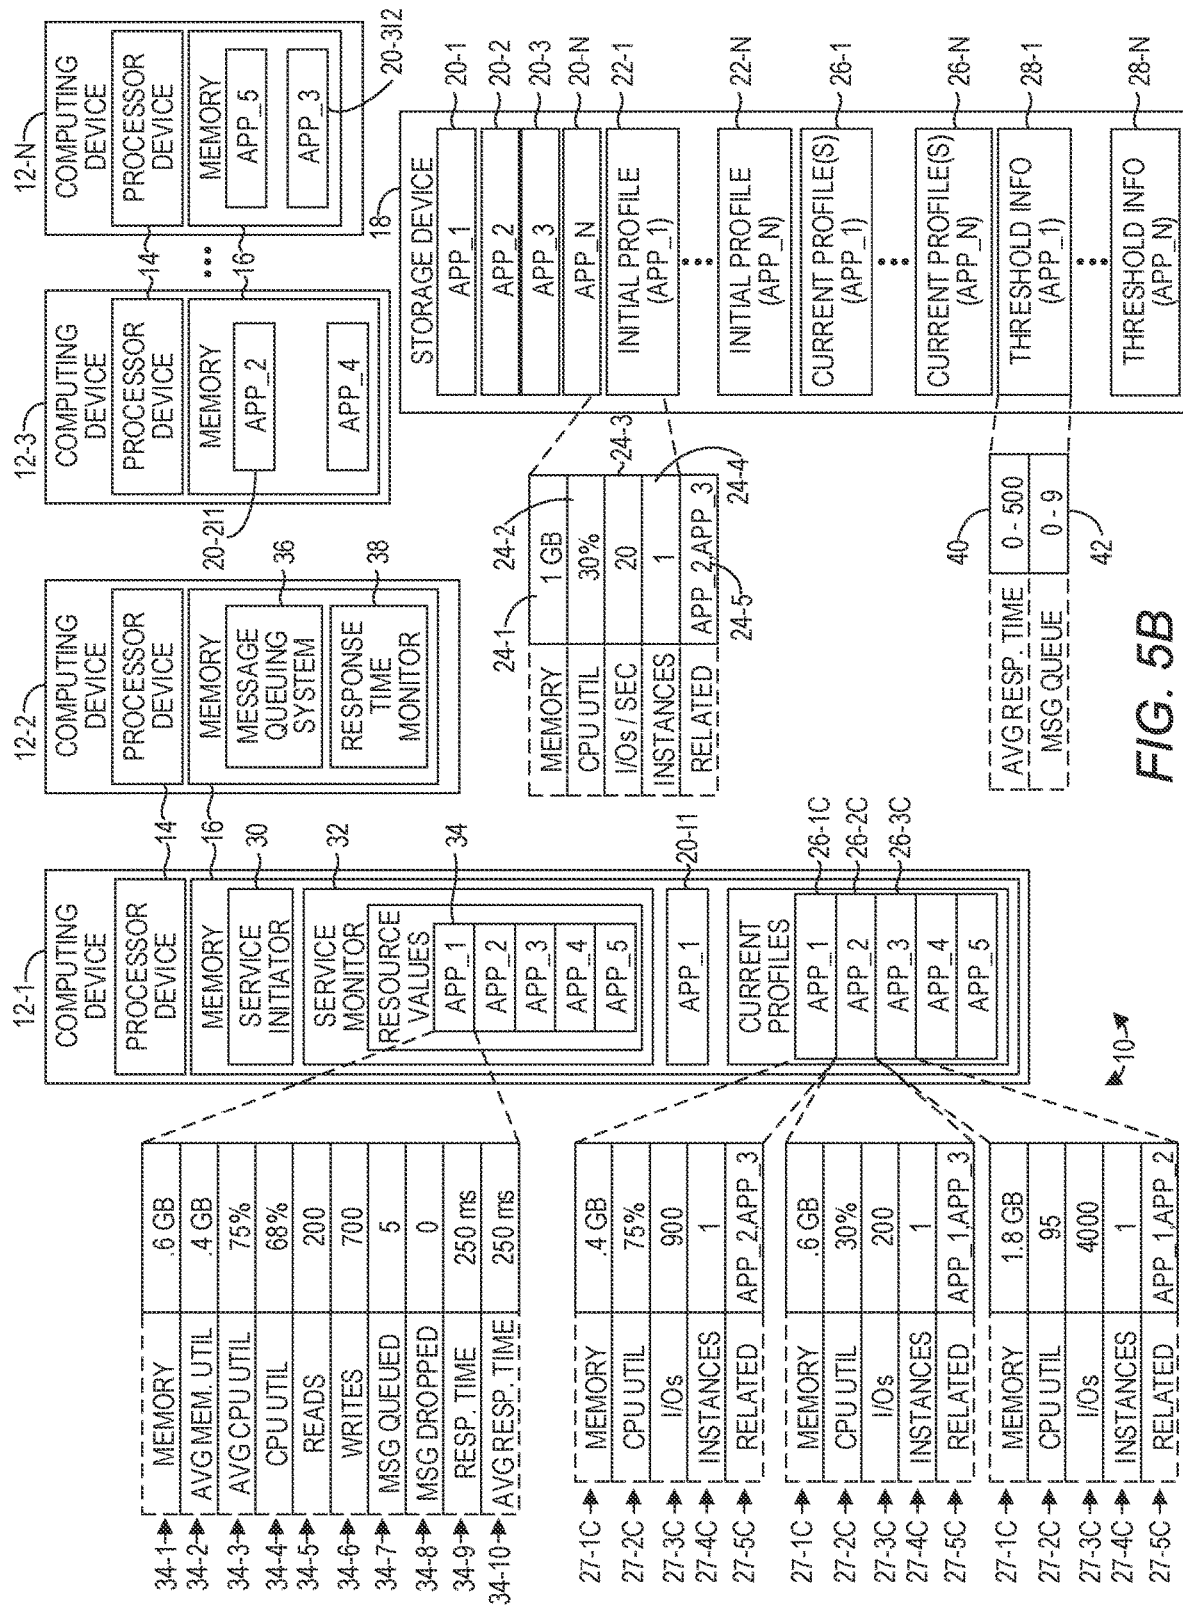 12-1
COMPUTING
DEVICE
PROCESSOR
DEVICE
14
MEMORY
16
SERVICE
INITIATOR
30
SERVICE
MONITOR
32
RESOURCE
VALUES
34
APP_1
APP_2
APP_3
APP_4
APP_5
APP_1
20-I1
CURRENT
PROFILES
APP_1
APP_2
APP_3
APP_4
APP_5
26-1C
26-2C
26-3C
12-2
COMPUTING
DEVICE
PROCESSOR
DEVICE
14
MEMORY
16
MESSAGE
QUEUING
SYSTEM
36
RESPONSE
TIME
MONITOR
38
12-3
COMPUTING
DEVICE
PROCESSOR
DEVICE
14
MEMORY
16
APP_2
APP_4
20-2I1
•••
12-N
COMPUTING
DEVICE
PROCESSOR
DEVICE
MEMORY
APP_5
APP_3
20-3I2
34-1 MEMORY .6 GB
34-2 AVG MEM. UTIL .4 GB
34-3 AVG CPU UTIL 75%
34-4 CPU UTIL 68%
34-5 READS 200
34-6 WRITES 700
34-7 MSG QUEUED 5
34-8 MSG DROPPED 0
34-9 RESP. TIME 250 ms
34-10 AVG RESP. TIME 250 ms
27-1C MEMORY .4 GB
27-2C CPU UTIL 75%
27-3C I/Os 900
27-4C INSTANCES 1
27-5C RELATED APP_2,APP_3
27-1C MEMORY .6 GB
27-2C CPU UTIL 30%
27-3C I/Os 200
27-4C INSTANCES 1
27-5C RELATED APP_1,APP_3
27-1C MEMORY 1.8 GB
27-2C CPU UTIL 95
27-3C I/Os 4000
27-4C INSTANCES 1
27-5C RELATED APP_1,APP_2
10
MEMORY 1 GB 24-1
CPU UTIL 30% 24-2
I/Os / SEC 20 24-3
INSTANCES 1 24-4
RELATED APP_2,APP_3 24-5
40
AVG RESP. TIME 0 - 500
MSG QUEUE 0 - 9
42
18
STORAGE DEVICE
APP_1 20-1
APP_2 20-2
APP_3 20-3
APP_N 20-N
INITIAL PROFILE
(APP_1)
22-1
•••
INITIAL PROFILE
(APP_N)
22-N
CURRENT PROFILE(S)
(APP_1)
26-1
•••
CURRENT PROFILE(S)
(APP_N)
26-N
THRESHOLD INFO
(APP_1)
28-1
•••
THRESHOLD INFO
(APP_N)
28-N
FIG. 5B